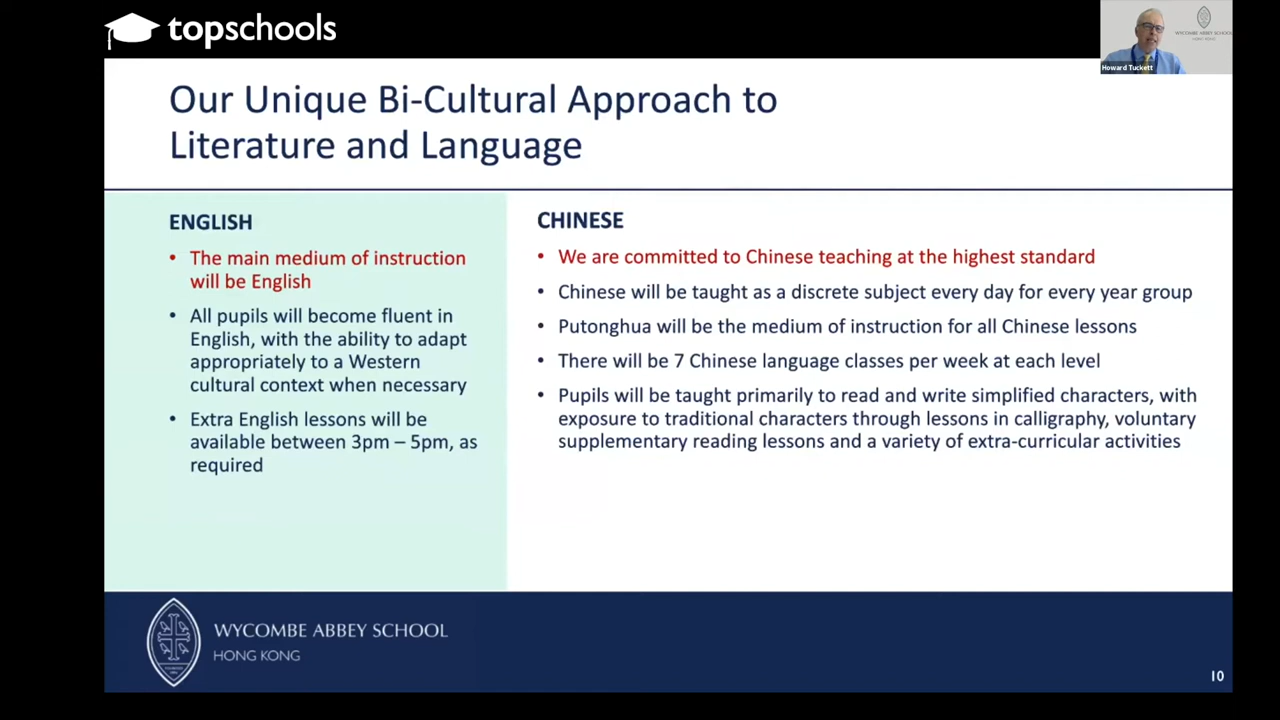 topschools
WYCOMBE ABBEY SCHOOL
HONG KONG
Howard Tuckett
Our Unique Bi-Cultural Approach to
Literature and Language
ENGLISH
• The main medium of instruction
will be English
• All pupils will become fluent in
English, with the ability to adapt
appropriately to a Western
cultural context when necessary
• Extra English lessons will be
available between 3pm – 5pm, as
required
CHINESE
• We are committed to Chinese teaching at the highest standard
• Chinese will be taught as a discrete subject every day for every year group
• Putonghua will be the medium of instruction for all Chinese lessons
• There will be 7 Chinese language classes per week at each level
• Pupils will be taught primarily to read and write simplified characters, with
exposure to traditional characters through lessons in calligraphy, voluntary
supplementary reading lessons and a variety of extra-curricular activities
WYCOMBE ABBEY SCHOOL
HONG KONG
10